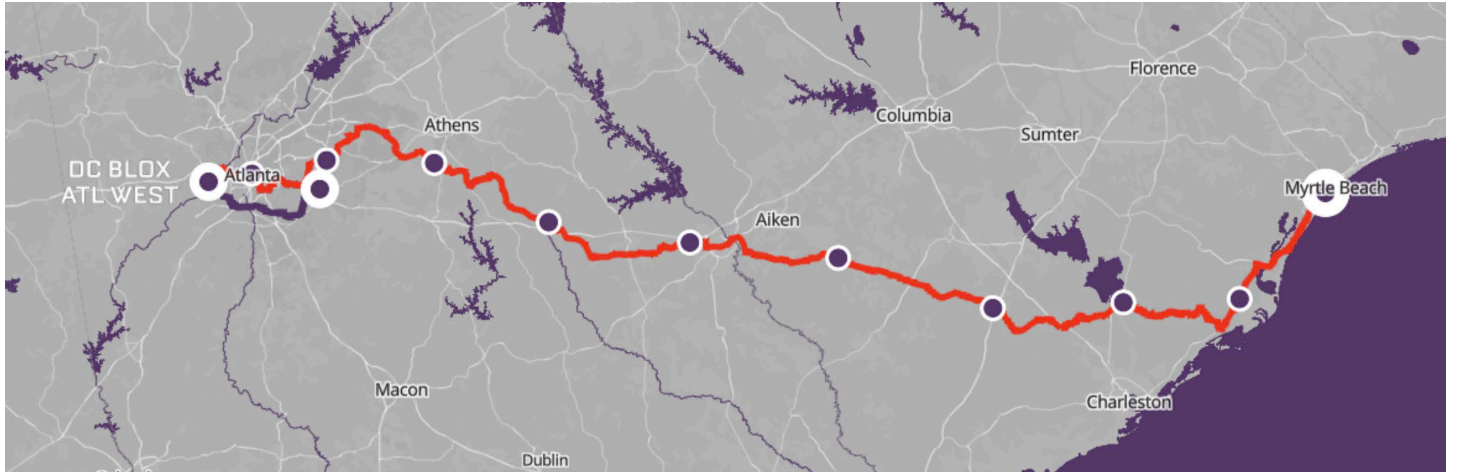 Florence
Columbia
Athens
Sumter
DC BLOX
ATL WEST
Atlanta
Myrtle Beach
Aiken
Macon
Charleston
Dublin